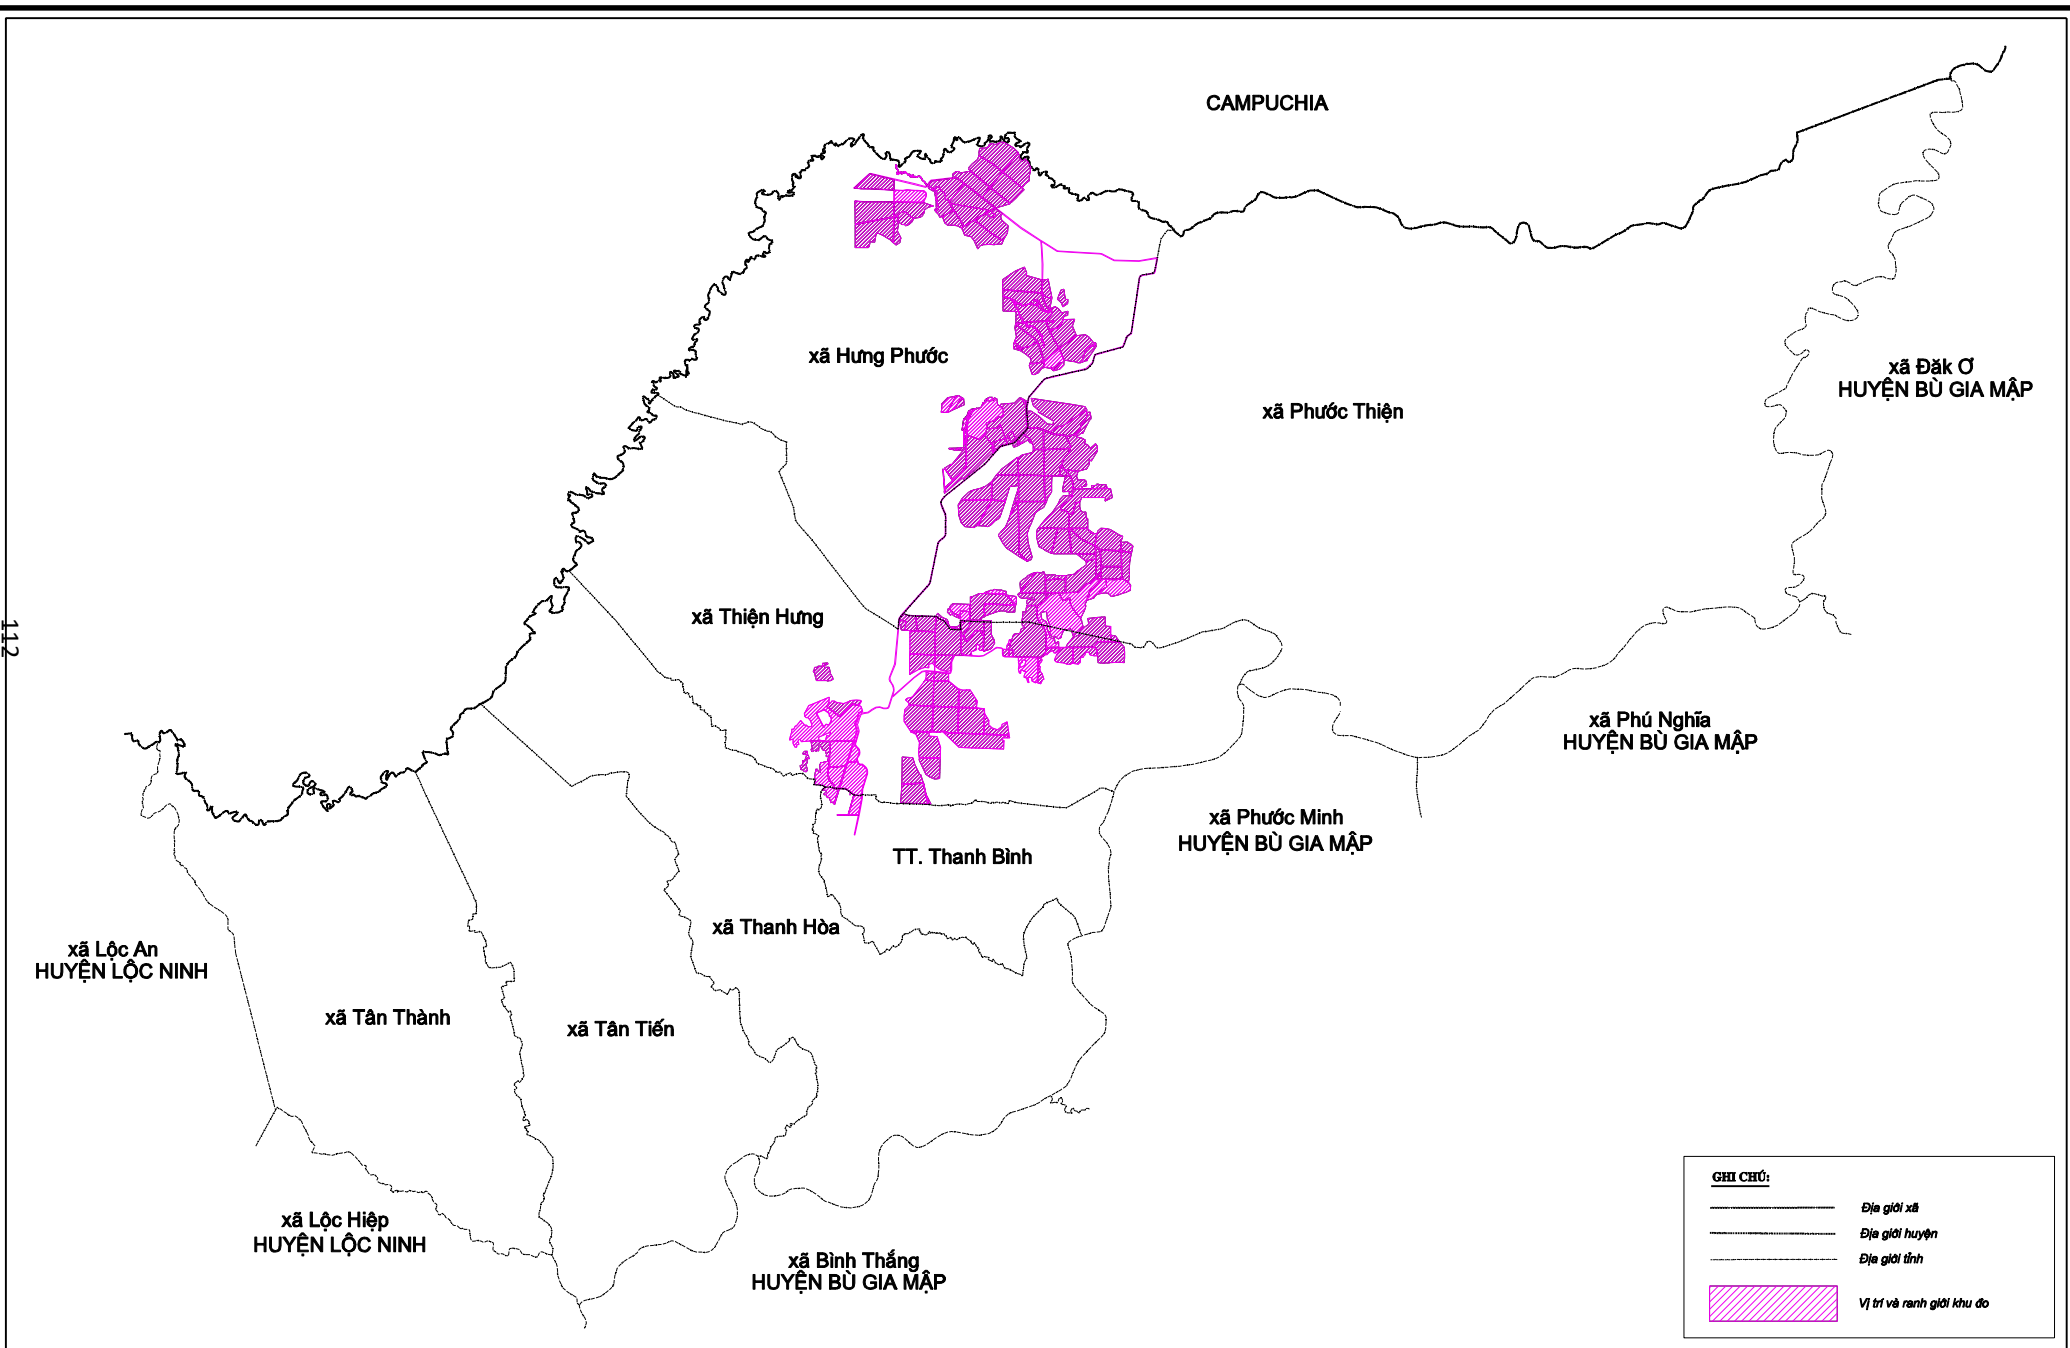 CAMPUCHIA
xã Hưng Phước
xã Đăk Ơ
HUYỆN BÙ GIA MẬP
xã Phước Thiện
xã Thiện Hưng
112
xã Phú Nghĩa
HUYỆN BÙ GIA MẬP
xã Phước Minh
HUYỆN BÙ GIA MẬP
TT. Thanh Bình
xã Thanh Hòa
xã Lộc An
HUYỆN LỘC NINH
xã Tân Thành
xã Tân Tiến
xã Lộc Hiệp
HUYỆN LỘC NINH
xã Bình Thắng
HUYỆN BÙ GIA MẬP
GHI CHÚ:
Địa giới xã
Địa giới huyện
Địa giới tỉnh
Vị trí và ranh giới khu đo